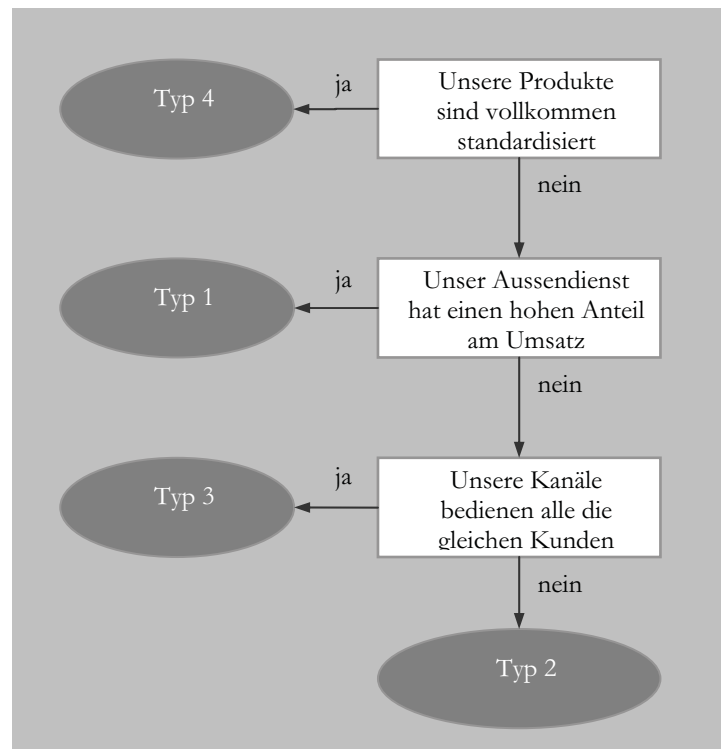 Typ 4
ja
Unsere Produkte
sind vollkommen
standardisiert
nein
Typ 1
ja
Unser Aussendienst
hat einen hohen Anteil
am Umsatz
nein
Typ 3
ja
Unsere Kanäle
bedienen alle die
gleichen Kunden
nein
Typ 2